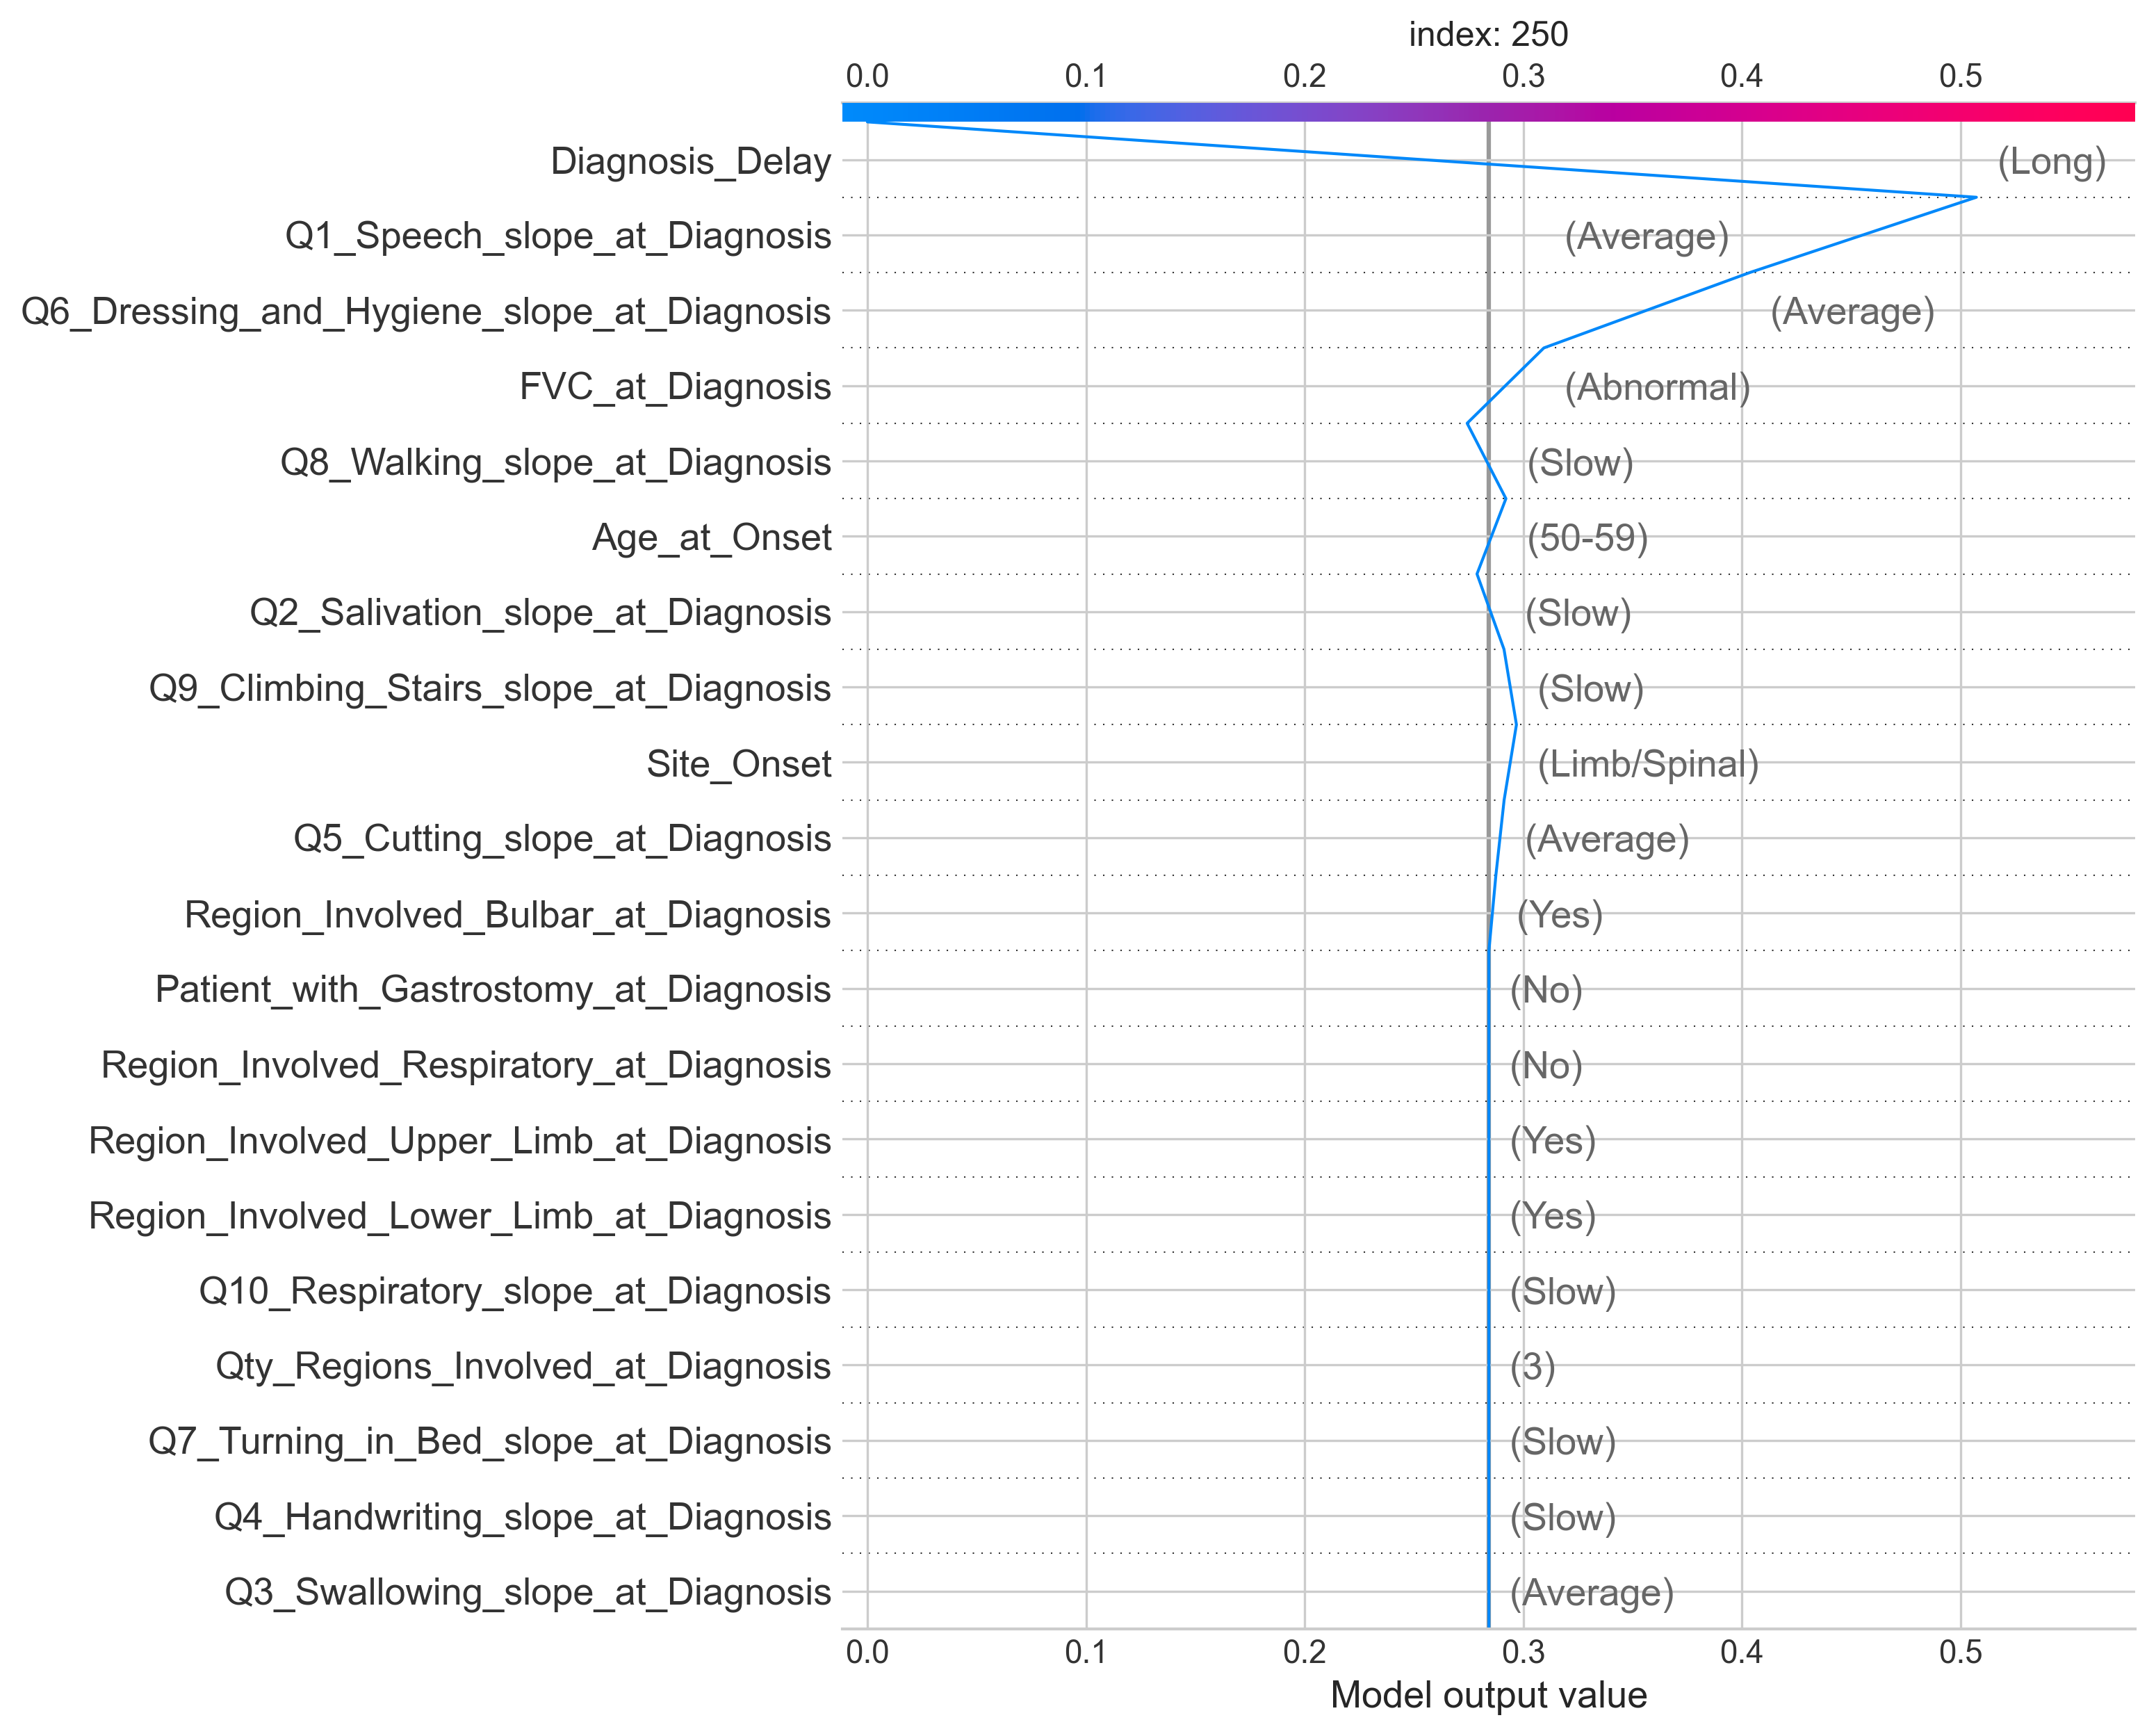 index: 250
0.0 0.1 0.2 0.3 0.4 0.5
Diagnosis_Delay (Long)
Q1_Speech_slope_at_Diagnosis (Average)
Q6_Dressing_and_Hygiene_slope_at_Diagnosis (Average)
FVC_at_Diagnosis (Abnormal)
Q8_Walking_slope_at_Diagnosis (Slow)
Age_at_Onset (50-59)
Q2_Salivation_slope_at_Diagnosis (Slow)
Q9_Climbing_Stairs_slope_at_Diagnosis (Slow)
Site_Onset (Limb/Spinal)
Q5_Cutting_slope_at_Diagnosis (Average)
Region_Involved_Bulbar_at_Diagnosis (Yes)
Patient_with_Gastrostomy_at_Diagnosis (No)
Region_Involved_Respiratory_at_Diagnosis (No)
Region_Involved_Upper_Limb_at_Diagnosis (Yes)
Region_Involved_Lower_Limb_at_Diagnosis (Yes)
Q10_Respiratory_slope_at_Diagnosis (Slow)
Qty_Regions_Involved_at_Diagnosis (3)
Q7_Turning_in_Bed_slope_at_Diagnosis (Slow)
Q4_Handwriting_slope_at_Diagnosis (Slow)
Q3_Swallowing_slope_at_Diagnosis (Average)
0.0 0.1 0.2 0.3 0.4 0.5
Model output value